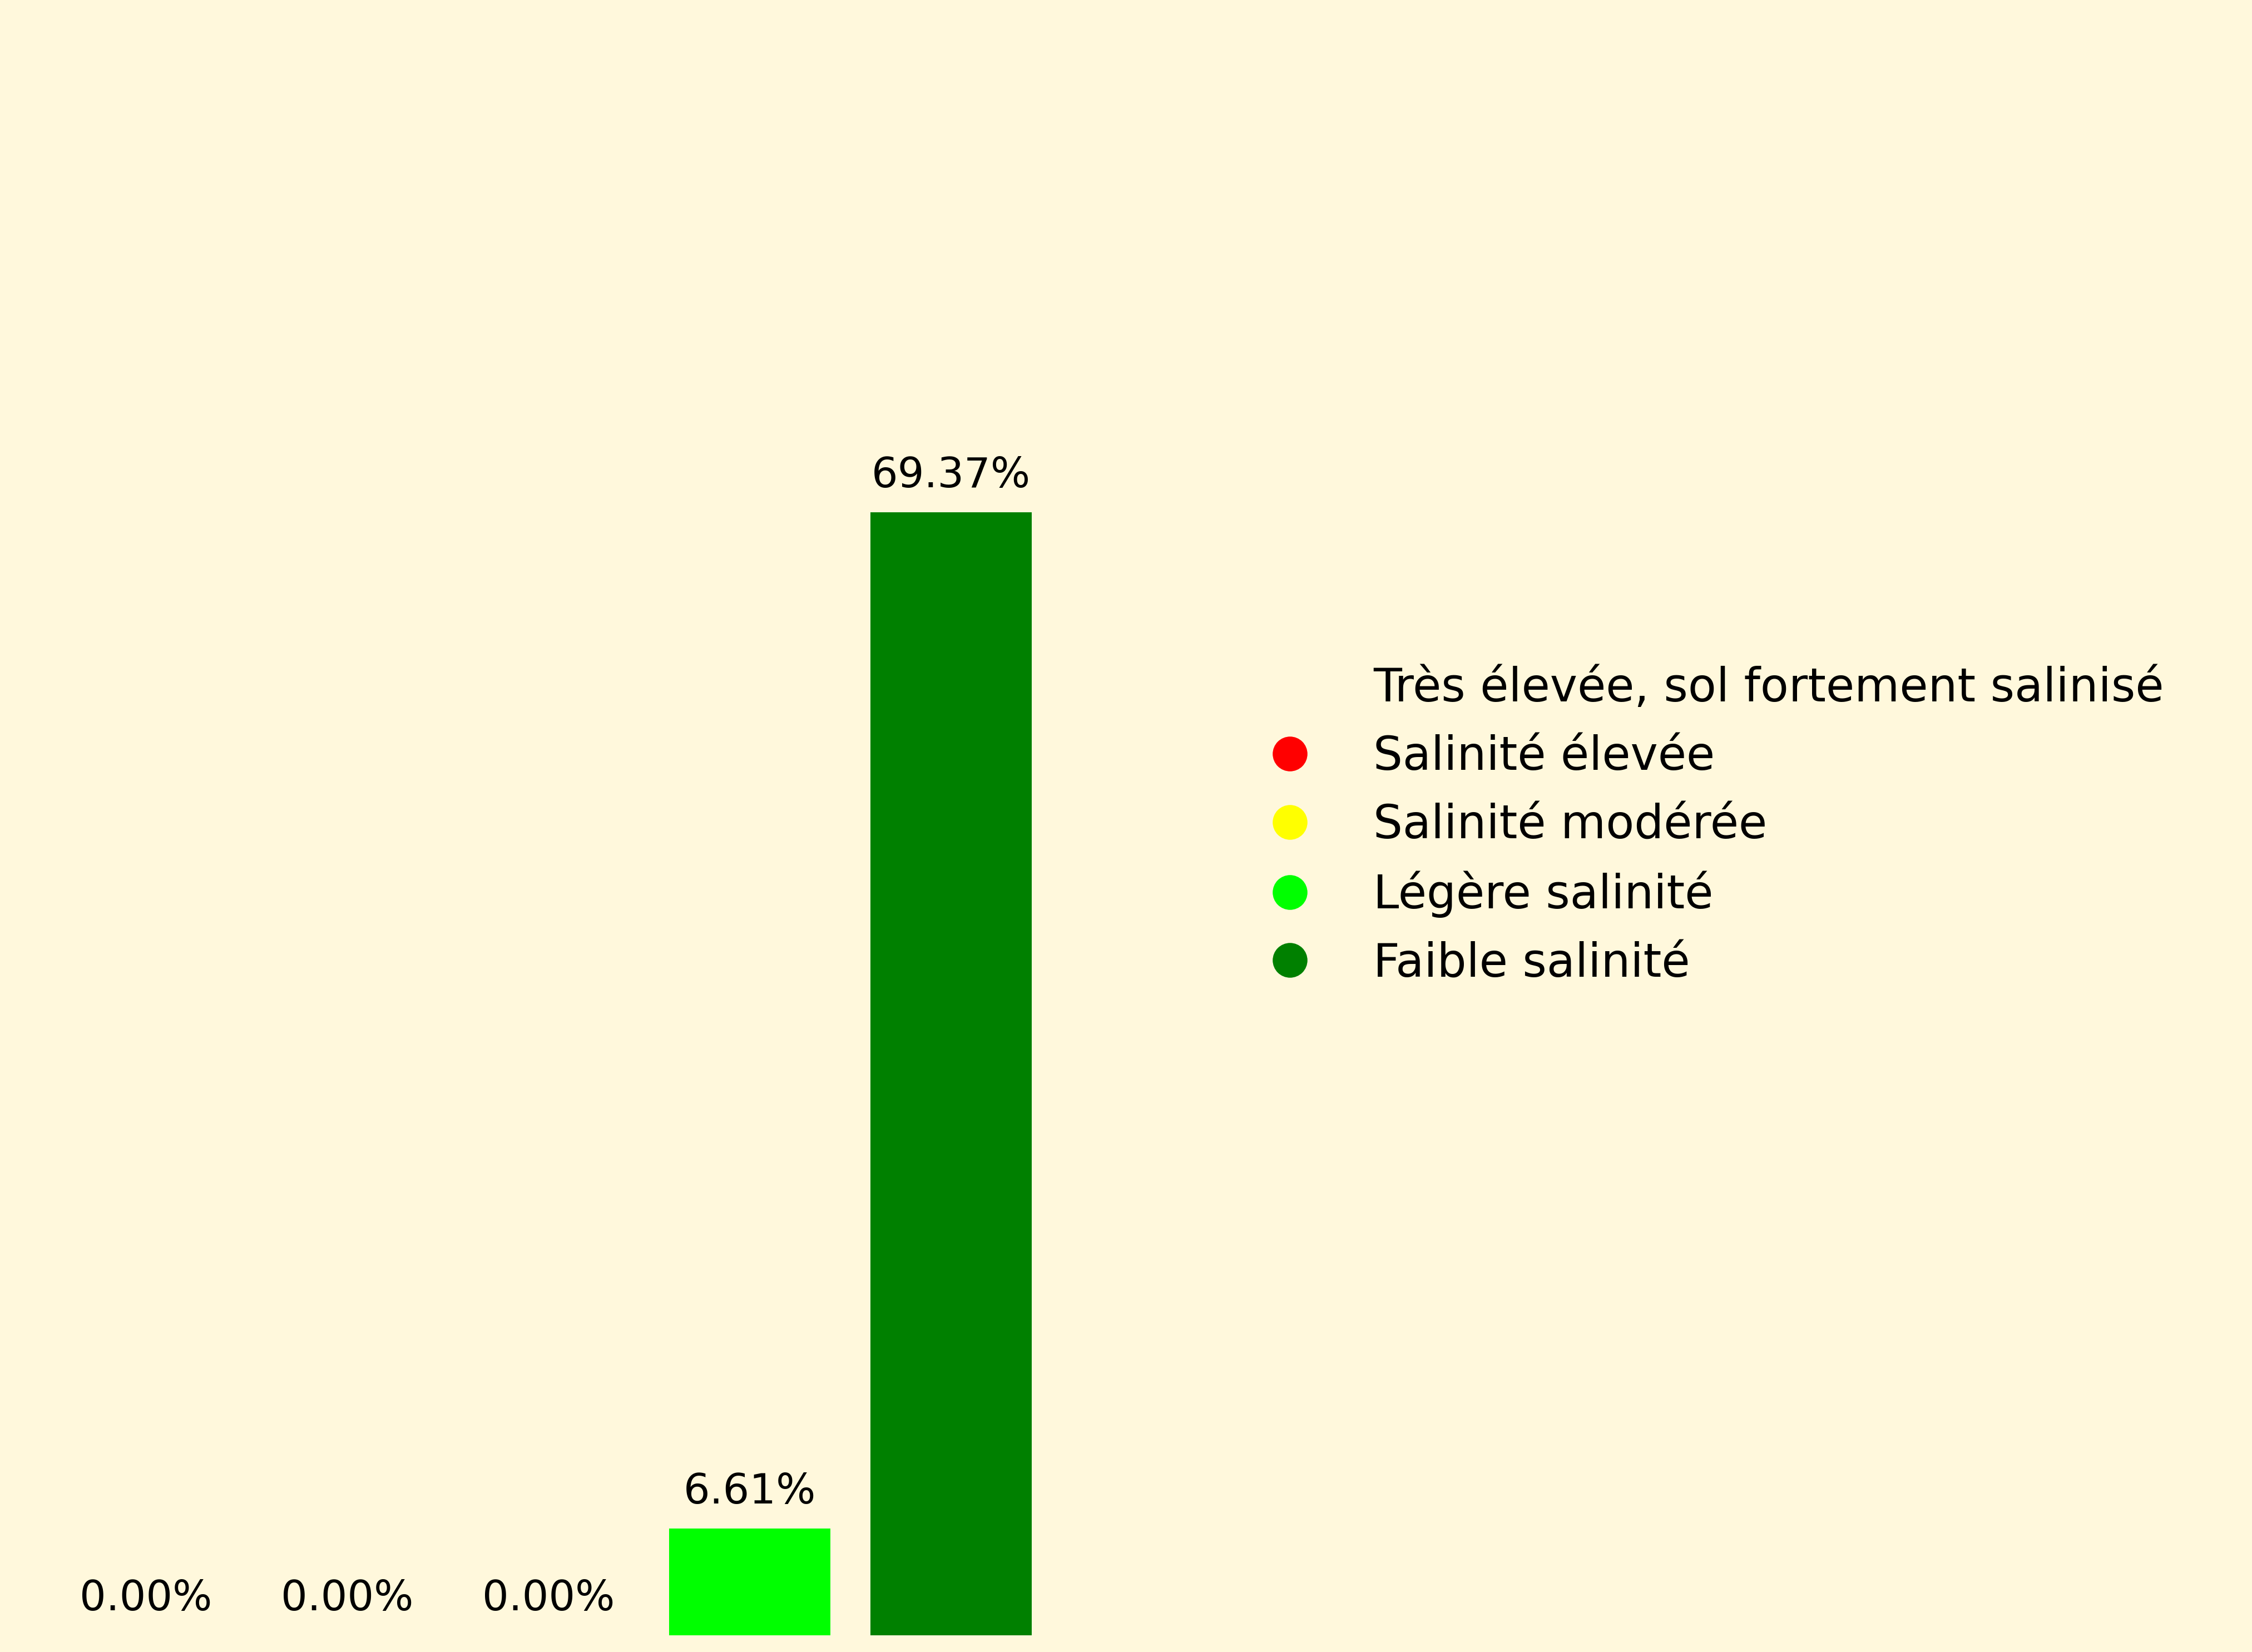 69.37%
Très élevée, sol fortement salinisé
Salinité élevée
Salinité modérée
Légère salinité
Faible salinité
6.61%
0.00% 0.00% 0.00%